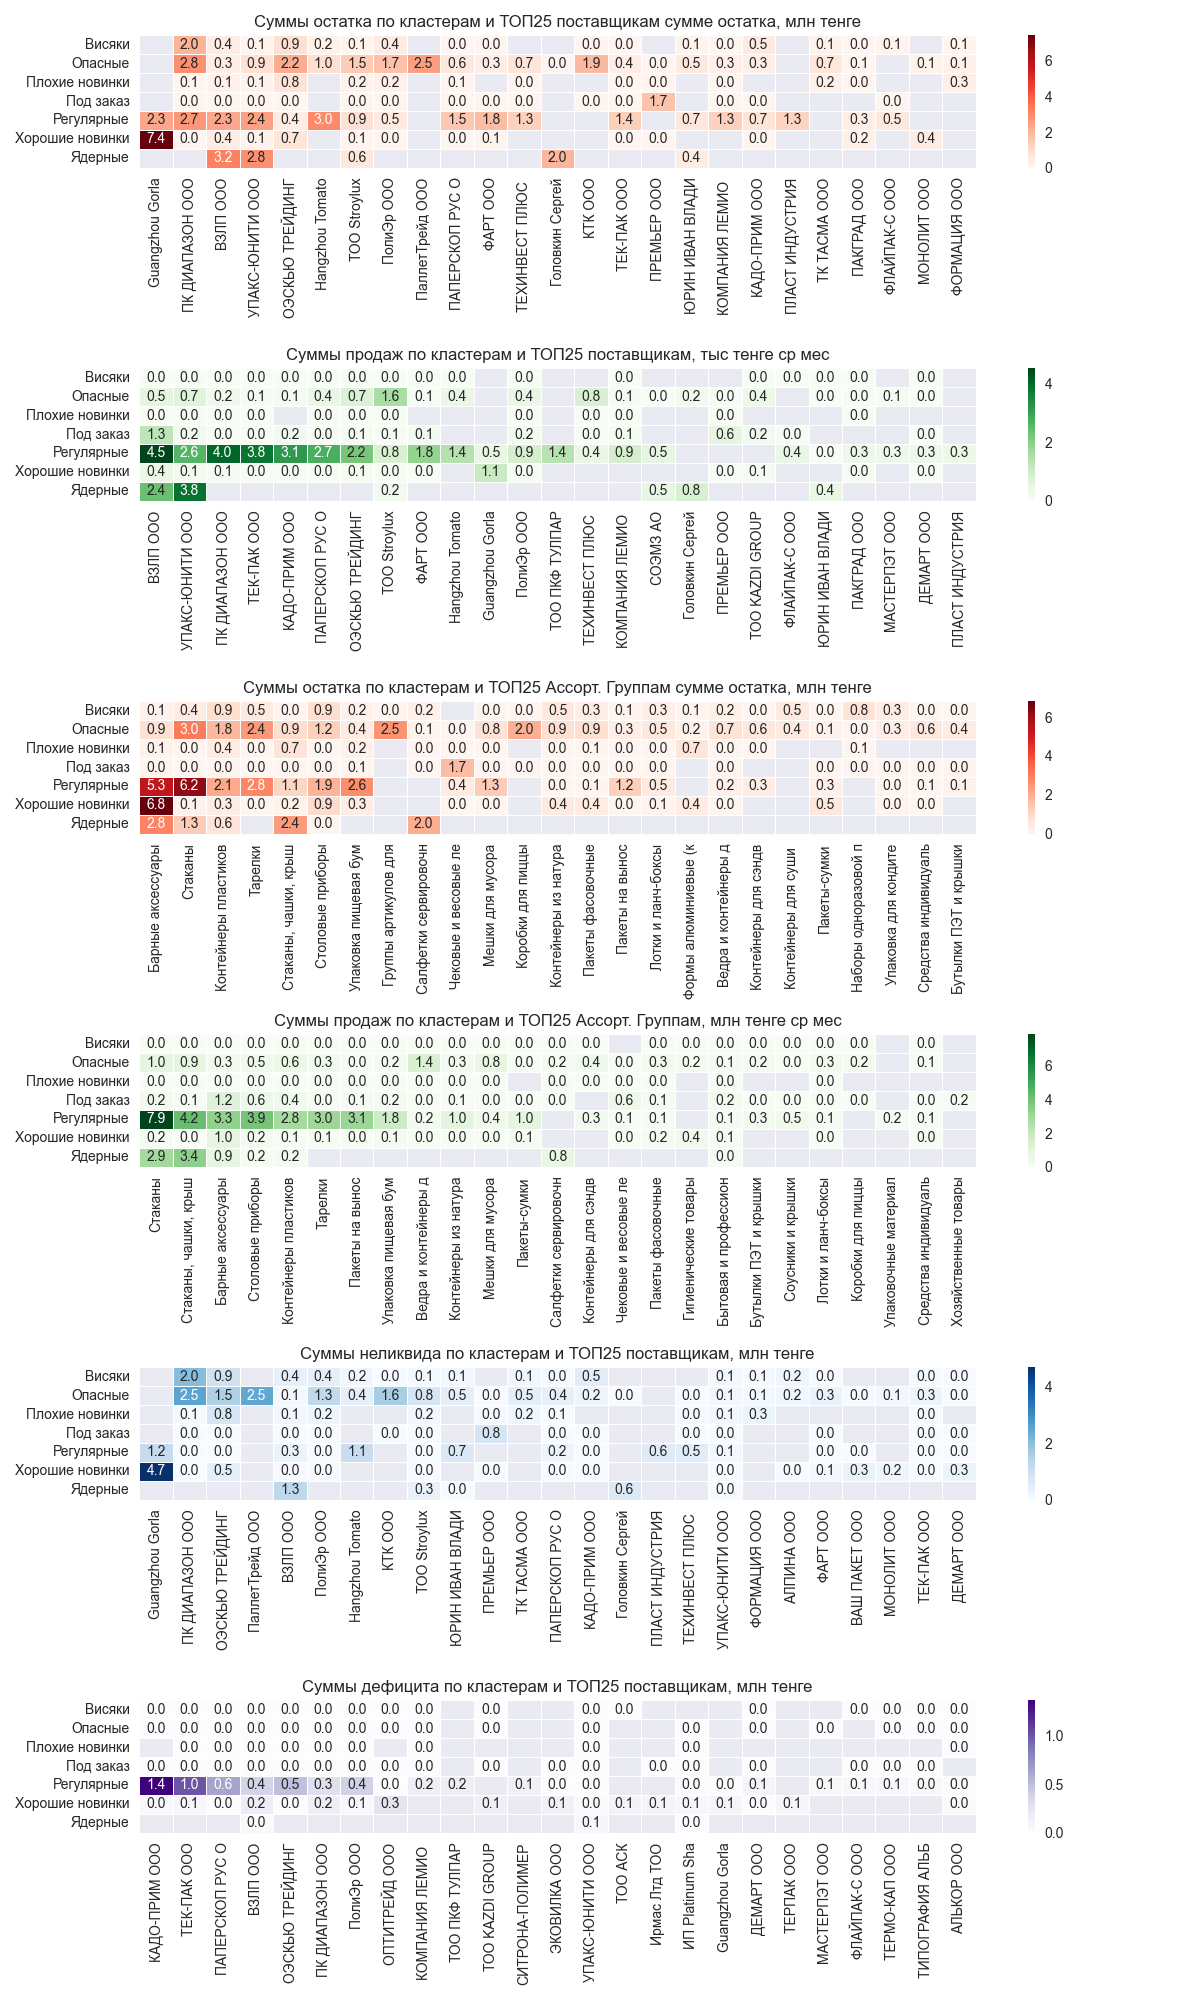 Суммы остатка по кластерам и ТОП25 поставщикам сумме остатка, млн тенге
Висяки 2.0 0.4 0.1 0.9 0.2 0.1 0.4 0.0 0.0 0.0 0.0 0.1 0.0 0.5 0.1 0.0 0.1 0.1
Опасные 2.8 0.3 0.9 2.2 1.0 1.5 1.7 2.5 0.6 0.3 0.7 0.0 1.9 0.4 0.0 0.5 0.3 0.3 0.7 0.1 0.1 0.1
6
Плохие новинки 0.1 0.1 0.1 0.8 0.2 0.2 0.1 0.0 0.0 0.0 0.2 0.0 0.3
4
Под заказ 0.0 0.0 0.0 0.0 0.0 0.0 0.0 0.0 0.0 0.0 0.0 1.7 0.0 0.0 0.0
Регулярные 2.3 2.7 2.3 2.4 0.4 3.0 0.9 0.5 1.5 1.8 1.3 1.4 0.7 1.3 0.7 1.3 0.3 0.5
2
Хорошие новинки 7.4 0.0 0.4 0.1 0.7 0.1 0.0 0.0 0.1 0.0 0.0 0.0 0.2 0.4
Ядерные 3.2 2.8 0.6 2.0 0.4
0
Guangzhou Gorla
ПК ДИАПАЗОН ООО
ВЗЛП ООО
УПАКС-ЮНИТИ ООО
ОЭСКЬЮ ТРЕЙДИНГ
Hangzhou Tomato
ТОО Stroylux
ПолиЭр ООО
ПаллетТрейд ООО
ПАПЕРСКОП РУС О
ФАРТ ООО
ТЕХИНВЕСТ ПЛЮС
Головкин Сергей
КТК ООО
ТЕК-ПАК ООО
ПРЕМЬЕР ООО
ЮРИН ИВАН ВЛАДИ
КОМПАНИЯ ЛЕМИО
КАДО-ПРИМ ООО
ПЛАСТ ИНДУСТРИЯ
ТК ТАСМА ООО
ПАКГРАД ООО
ФЛАЙПАК-С ООО
МОНОЛИТ ООО
ФОРМАЦИЯ ООО
Суммы продаж по кластерам и ТОП25 поставщикам, тыс тенге ср мес
Висяки 0.0 0.0 0.0 0.0 0.0 0.0 0.0 0.0 0.0 0.0 0.0 0.0 0.0 0.0 0.0 0.0 0.0
4
Опасные 0.5 0.7 0.2 0.1 0.1 0.4 0.7 1.6 0.1 0.4 0.4 0.8 0.1 0.0 0.2 0.0 0.4 0.0 0.0 0.1 0.0
Плохие новинки 0.0 0.0 0.0 0.0 0.0 0.0 0.0 0.0 0.0 0.0 0.0 0.0
Под заказ 1.3 0.2 0.0 0.0 0.2 0.0 0.1 0.1 0.1 0.2 0.0 0.1 0.6 0.2 0.0 0.0
2
Регулярные 4.5 2.6 4.0 3.8 3.1 2.7 2.2 0.8 1.8 1.4 0.5 0.9 1.4 0.4 0.9 0.5 0.4 0.0 0.3 0.3 0.3 0.3
Хорошие новинки 0.4 0.1 0.1 0.0 0.0 0.0 0.1 0.0 0.0 1.1 0.0 0.0 0.1 0.0 0.0
Ядерные 2.4 3.8 0.2 0.5 0.8 0.4
0
ВЗЛП ООО
УПАКС-ЮНИТИ ООО
ПК ДИАПАЗОН ООО
ТЕК-ПАК ООО
КАДО-ПРИМ ООО
ПАПЕРСКОП РУС О
ОЭСКЬЮ ТРЕЙДИНГ
ТОО Stroylux
ФАРТ ООО
Hangzhou Tomato
Guangzhou Gorla
ПолиЭр ООО
ТОО ПКФ ТУЛПАР
ТЕХИНВЕСТ ПЛЮС
КОМПАНИЯ ЛЕМИО
СОЭМЗ АО
Головкин Сергей
ПРЕМЬЕР ООО
ТОО KAZDI GROUP
ФЛАЙПАК-С ООО
ЮРИН ИВАН ВЛАДИ
ПАКГРАД ООО
МАСТЕРПЭТ ООО
ДЕМАРТ ООО
ПЛАСТ ИНДУСТРИЯ
Суммы остатка по кластерам и ТОП25 Ассорт. Группам сумме остатка, млн тенге
Висяки 0.1 0.4 0.9 0.5 0.0 0.9 0.2 0.0 0.2 0.0 0.0 0.5 0.3 0.1 0.3 0.1 0.2 0.0 0.5 0.0 0.8 0.3 0.0 0.0
Опасные 0.9 3.0 1.8 2.4 0.9 1.2 0.4 2.5 0.1 0.0 0.8 2.0 0.9 0.9 0.3 0.5 0.2 0.7 0.6 0.4 0.1 0.0 0.3 0.6 0.4
6
Плохие новинки 0.1 0.0 0.4 0.7 0.0 0.2 0.0 0.0 0.0 0.0 0.1 0.0 0.0 0.7 0.0 0.0 0.1
4
Под заказ 0.0 0.0 0.0 0.0 0.0 0.0 0.1 0.0 1.7 0.0 0.0 0.0 0.0 0.0 0.0 0.0 0.0 0.0 0.0 0.0 0.0 0.0 0.0
Регулярные 5.3 6.2 2.1 2.8 1.1 1.9 2.6 0.4 1.3 0.0 0.1 1.2 0.5 0.2 0.3 0.3 0.0 0.1 0.1
2
Хорошие новинки 6.8 0.1 0.3 0.0 0.2 0.9 0.3 0.0 0.0 0.4 0.4 0.0 0.1 0.4 0.0 0.5 0.0 0.0
Ядерные 2.8 1.3 0.6 2.4 0.0 2.0
0
Барные аксессуары
Стаканы
Контейнеры пластиков
Тарелки
Стаканы, чашки, крыш
Столовые приборы
Упаковка пищевая бум
Группы артикулов для
Салфетки сервировочн
Чековые и весовые ле
Мешки для мусора
Коробки для пиццы
Контейнеры из натура
Пакеты фасовочные
Пакеты на вынос
Лотки и ланч-боксы
Формы алюминевые (к
Ведра и контейнеры д
Контейнеры для сэндв
Контейнеры для суши
Пакеты-сумки
Наборы одноразовой п
Упаковка для кондите
Средства индивидуаль
Бутылки ПЭТ и крышки
Суммы продаж по кластерам и ТОП25 Ассорт. Группам, млн тенге ср мес
Висяки 0.0 0.0 0.0 0.0 0.0 0.0 0.0 0.0 0.0 0.0 0.0 0.0 0.0 0.0 0.0 0.0 0.0 0.0 0.0 0.0 0.0 0.0
Опасные 1.0 0.9 0.3 0.5 0.6 0.3 0.0 0.2 1.4 0.3 0.8 0.0 0.2 0.4 0.0 0.3 0.2 0.1 0.2 0.0 0.3 0.2 0.1
6
Плохие новинки 0.0 0.0 0.0 0.0 0.0 0.0 0.0 0.0 0.0 0.0 0.0 0.0 0.0 0.0 0.0 0.0 0.0
4
Под заказ 0.2 0.1 1.2 0.6 0.4 0.0 0.1 0.2 0.0 0.1 0.0 0.0 0.0 0.0 0.6 0.1 0.2 0.0 0.0 0.0 0.0 0.0 0.2
Регулярные 7.9 4.2 3.3 3.9 2.8 3.0 3.1 1.8 0.2 1.0 0.4 1.0 0.3 0.1 0.1 0.1 0.3 0.5 0.1 0.2 0.1
2
Хорошие новинки 0.2 0.0 1.0 0.2 0.1 0.1 0.0 0.1 0.0 0.0 0.0 0.1 0.0 0.2 0.4 0.1 0.0 0.0
Ядерные 2.9 3.4 0.9 0.2 0.2 0.8 0.0
0
Стаканы
Стаканы, чашки, крыш
Барные аксессуары
Столовые приборы
Контейнеры пластиков
Тарелки
Пакеты на вынос
Упаковка пищевая бум
Ведра и контейнеры д
Контейнеры из натура
Мешки для мусора
Пакеты-сумки
Салфетки сервировочн
Контейнеры для сэндв
Чековые и весовые ле
Пакеты фасовочные
Гигиенические товары
Бытовая и профессион
Бутылки ПЭТ и крышки
Соусники и крышки
Лотки и ланч-боксы
Коробки для пиццы
Упаковочные материал
Средства индивидуаль
Хозяйственные товары
Суммы неликвида по кластерам и ТОП25 поставщикам, млн тенге
Висяки 2.0 0.9 0.4 0.4 0.2 0.0 0.1 0.1 0.1 0.0 0.5 0.1 0.1 0.2 0.0 0.0 0.0
4
Опасные 2.5 1.5 2.5 0.1 1.3 0.4 1.6 0.8 0.5 0.0 0.5 0.4 0.2 0.0 0.0 0.1 0.1 0.2 0.3 0.0 0.1 0.3 0.0
Плохие новинки 0.1 0.8 0.1 0.2 0.2 0.0 0.2 0.1 0.0 0.1 0.3 0.0
Под заказ 0.0 0.0 0.0 0.0 0.0 0.0 0.8 0.0 0.0 0.0 0.0 0.0
2
Регулярные 1.2 0.0 0.0 0.3 0.0 1.1 0.0 0.7 0.2 0.0 0.6 0.5 0.1 0.0 0.0 0.0
Хорошие новинки 4.7 0.0 0.5 0.0 0.0 0.0 0.0 0.0 0.0 0.0 0.0 0.1 0.3 0.2 0.0 0.3
Ядерные 1.3 0.3 0.0 0.6 0.0
0
Guangzhou Gorla
ПК ДИАПАЗОН ООО
ОЭСКЬЮ ТРЕЙДИНГ
ПаллетТрейд ООО
ВЗЛП ООО
ПолиЭр ООО
Hangzhou Tomato
КТК ООО
ТОО Stroylux
ЮРИН ИВАН ВЛАДИ
ПРЕМЬЕР ООО
ТК ТАСМА ООО
ПАПЕРСКОП РУС О
КАДО-ПРИМ ООО
Головкин Сергей
ПЛАСТ ИНДУСТРИЯ
ТЕХИНВЕСТ ПЛЮС
УПАКС-ЮНИТИ ООО
ФОРМАЦИЯ ООО
АЛПИНА ООО
ФАРТ ООО
ВАШ ПАКЕТ ООО
МОНОЛИТ ООО
ТЕК-ПАК ООО
ДЕМАРТ ООО
Суммы дефицита по кластерам и ТОП25 поставщикам, млн тенге
Висяки 0.0 0.0 0.0 0.0 0.0 0.0 0.0 0.0 0.0 0.0 0.0 0.0 0.0 0.0 0.0 0.0 0.0
Опасные 0.0 0.0 0.0 0.0 0.0 0.0 0.0 0.0 0.0 0.0 0.0 0.0 0.0 0.0 0.0 0.0 0.0
1.0
Плохие новинки 0.0 0.0 0.0 0.0 0.0 0.0 0.0 0.0 0.0 0.0
Под заказ 0.0 0.0 0.0 0.0 0.0 0.0 0.0 0.0 0.0 0.0 0.0 0.0 0.0 0.0 0.0 0.0 0.0 0.0
0.5
Регулярные 1.4 1.0 0.6 0.4 0.5 0.3 0.4 0.0 0.2 0.2 0.1 0.0 0.0 0.0 0.1 0.1 0.1 0.1 0.0 0.0
Хорошие новинки 0.0 0.1 0.0 0.2 0.0 0.2 0.1 0.3 0.1 0.1 0.0 0.1 0.1 0.1 0.1 0.0 0.1 0.0
Ядерные 0.0 0.1 0.0
0.0
КАДО-ПРИМ ООО
ТЕК-ПАК ООО
ПАПЕРСКОП РУС О
ВЗЛП ООО
ОЭСКЬЮ ТРЕЙДИНГ
ПК ДИАПАЗОН ООО
ПолиЭр ООО
ОПТИТРЕЙД ООО
КОМПАНИЯ ЛЕМИО
ТОО ПКФ ТУЛПАР
ТОО KAZDI GROUP
СИТРОНА-ПОЛИМЕР
ЭКОВИЛКА ООО
УПАКС-ЮНИТИ ООО
ТОО АСК
Ирмас Лтд ТОО
ИП Platinum Sha
Guangzhou Gorla
ДЕМАРТ ООО
ТЕРПАК ООО
МАСТЕРПЭТ ООО
ФЛАЙПАК-С ООО
ТЕРМО-КАП ООО
ТИПОГРАФИЯ АЛЬБ
АЛЬКОР ООО